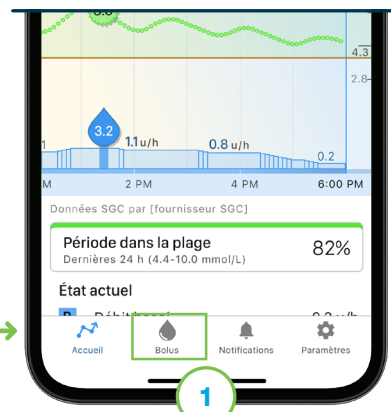 4.3
2.8
3.2
1.1 u/h
0.8 u/h
0.2
M
2 PM
4 PM
6:00 PM
Données SGC par [fournisseur SGC]
Période dans la plage
82%
Dernières 24 h (4.4-10.0 mmol/L)
État actuel
Accueil
Bolus
Notifications
Paramètres
1